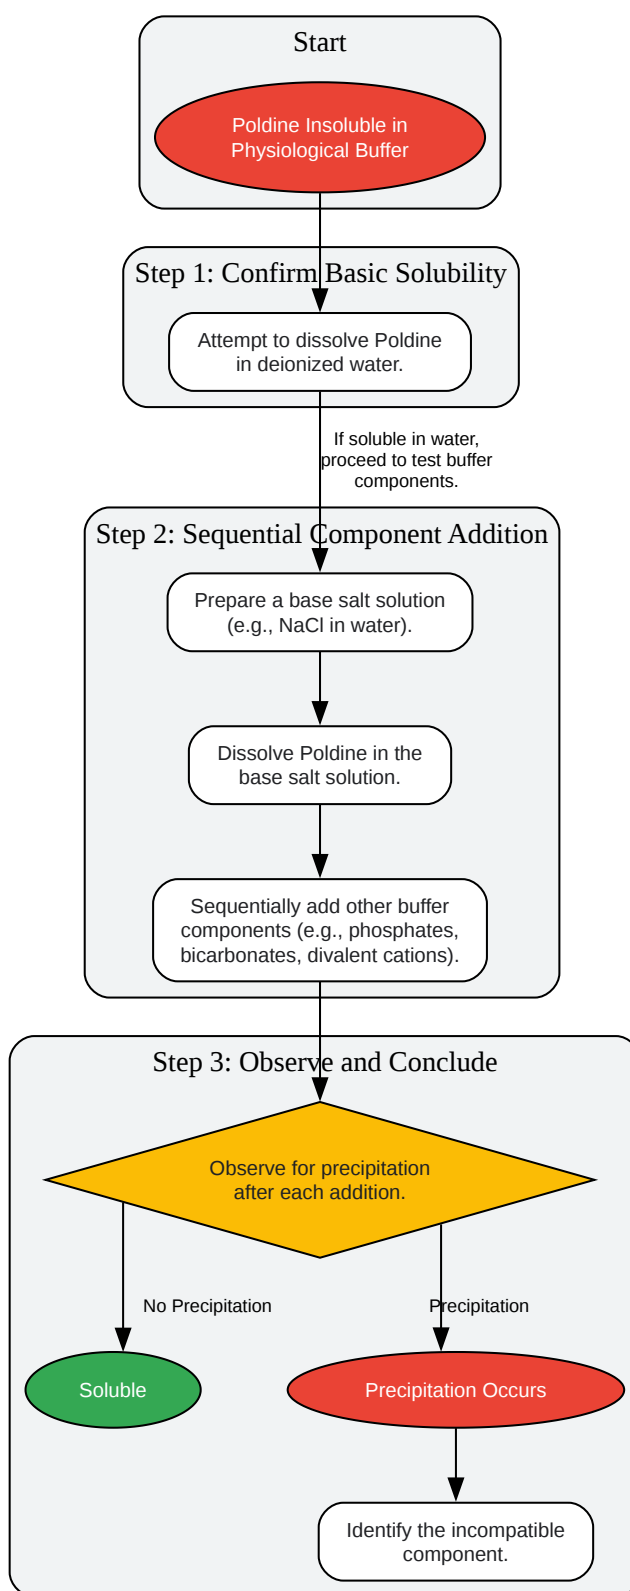 Start
Poldine Insoluble in
Physiological Buffer
Step 1: Confirm Basic Solubility
Attempt to dissolve Poldine
in deionized water.
If soluble in water,
proceed to test buffer
components.
Step 2: Sequential Component Addition
Prepare a base salt solution
(e.g., NaCl in water).
Dissolve Poldine in the
base salt solution.
Sequentially add other buffer
components (e.g., phosphates,
bicarbonates, divalent cations).
Step 3: Observe and Conclude
Observe for precipitation
after each addition.
No Precipitation
Precipitation
Soluble
Precipitation Occurs
Identify the incompatible
component.